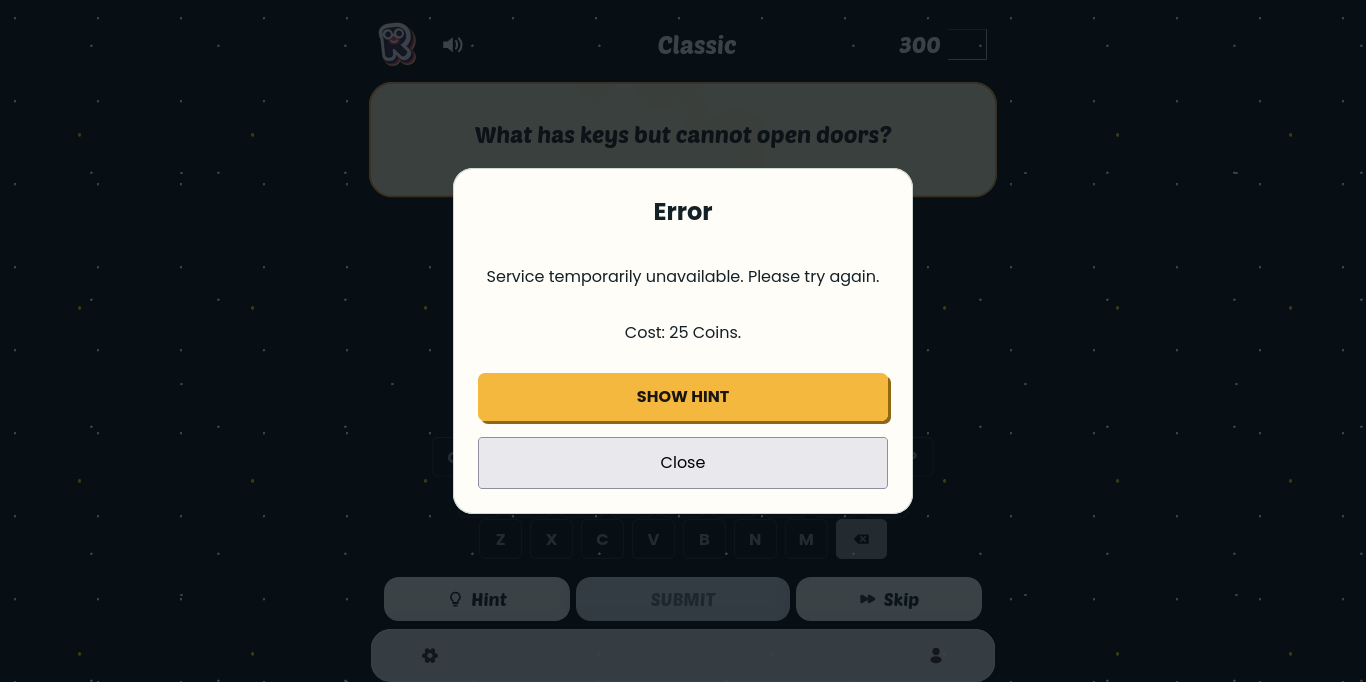 Classic
300
What has keys but cannot open doors?
Error
Service temporarily unavailable. Please try again.
Cost: 25 Coins.
SHOW HINT
Close
Z X C V B N M
Hint SUBMIT Skip